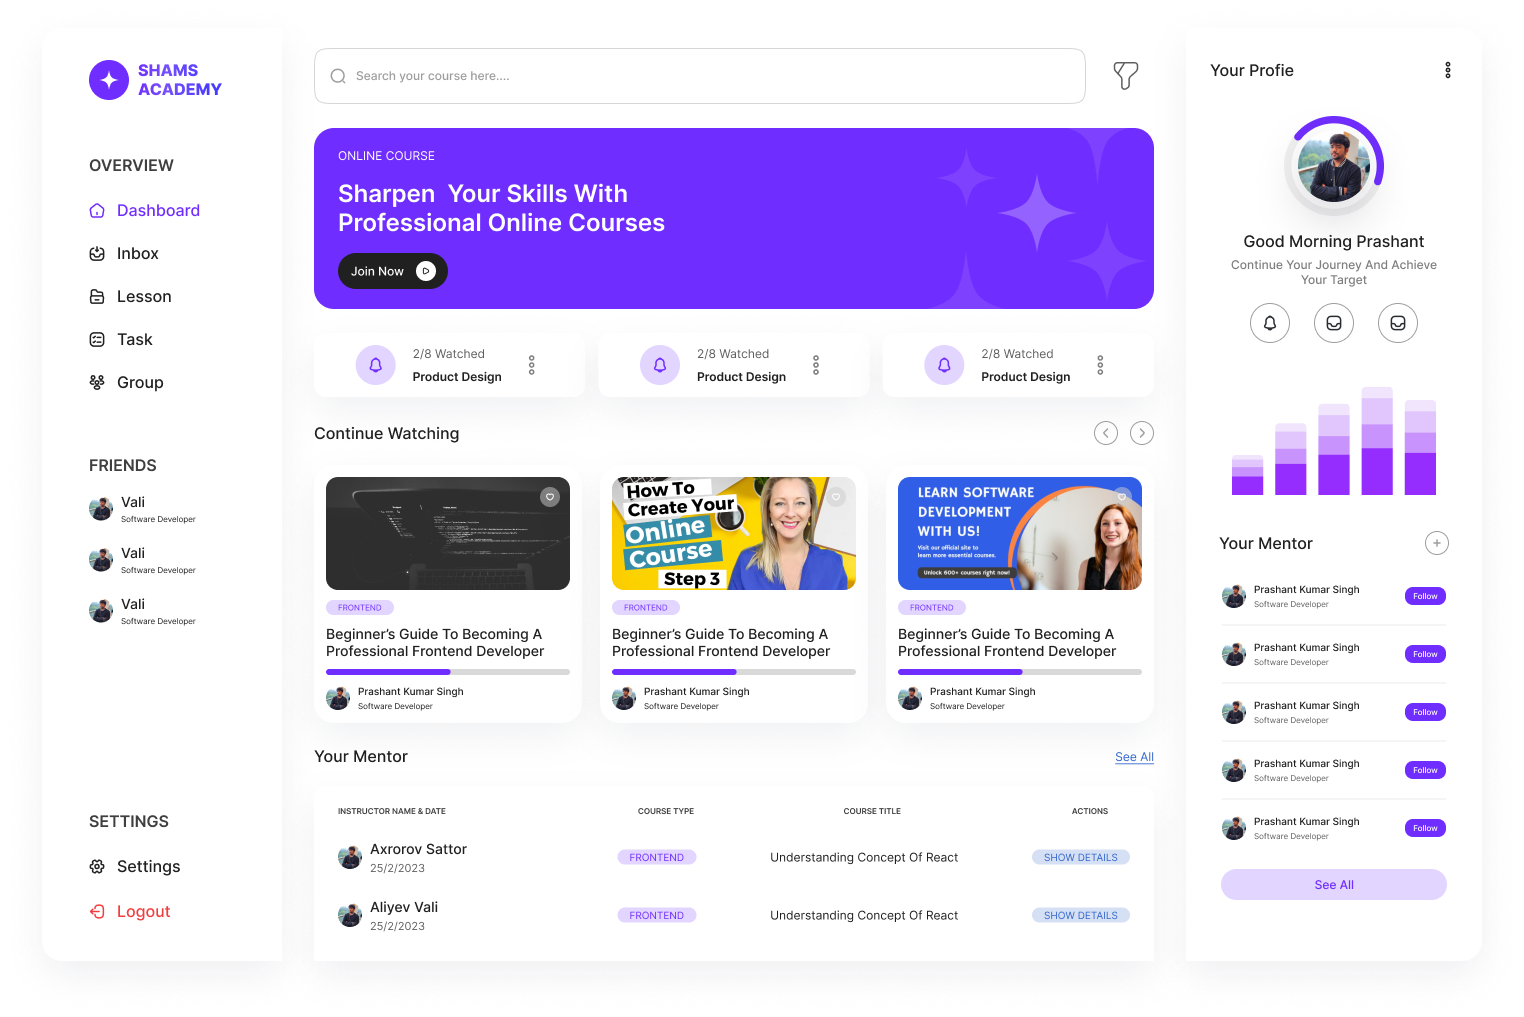 SHAMS
ACADEMY
OVERVIEW
Dashboard
Inbox
Lesson
Task
Group
FRIENDS
Vali
Software Developer
Vali
Software Developer
Vali
Software Developer
SETTINGS
Settings
Logout
Search your course here....
ONLINE COURSE
Sharpen  Your Skills With
Professional Online Courses
Join Now
2/8 Watched
Product Design
2/8 Watched
Product Design
2/8 Watched
Product Design
Continue Watching
FRONTEND
Beginner’s Guide To Becoming A
Professional Frontend Developer
Prashant Kumar Singh
Software Developer
How To
Create Your
Online
Course
Step 3
FRONTEND
Beginner’s Guide To Becoming A
Professional Frontend Developer
Prashant Kumar Singh
Software Developer
LEARN SOFTWARE
DEVELOPMENT
WITH US!
Visit our official site to
learn more essential courses.
Unlock 600+ courses right now!
FRONTEND
Beginner’s Guide To Becoming A
Professional Frontend Developer
Prashant Kumar Singh
Software Developer
Your Mentor
See All
INSTRUCTOR NAME & DATE COURSE TYPE COURSE TITLE ACTIONS
Axrorov Sattor
25/2/2023
FRONTEND
Understanding Concept Of React
SHOW DETAILS
Aliyev Vali
25/2/2023
FRONTEND
Understanding Concept Of React
SHOW DETAILS
Your Profie
Good Morning Prashant
Continue Your Journey And Achieve
Your Target
Your Mentor
Prashant Kumar Singh
Software Developer
Follow
Prashant Kumar Singh
Software Developer
Follow
Prashant Kumar Singh
Software Developer
Follow
Prashant Kumar Singh
Software Developer
Follow
Prashant Kumar Singh
Software Developer
Follow
See All